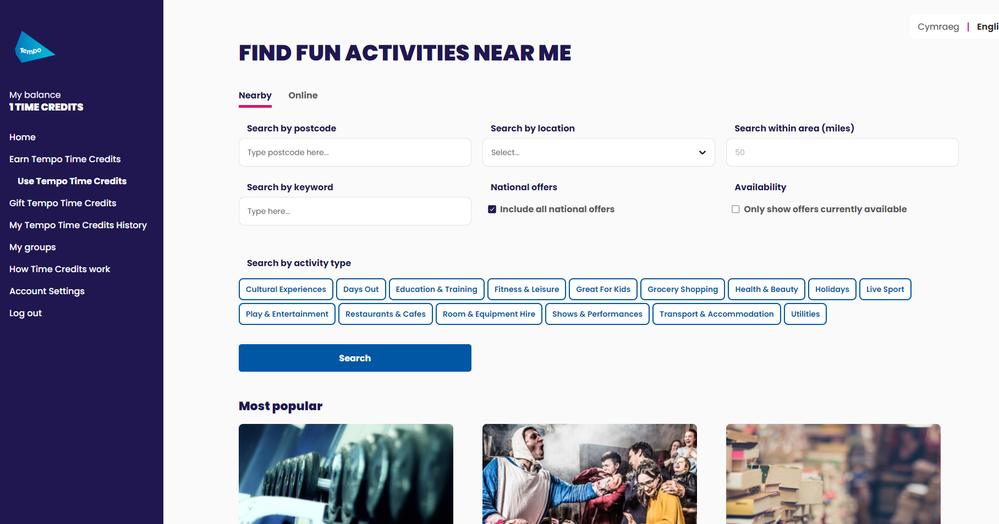 Tempo
My balance
1 TIME CREDITS
Home
Earn Tempo Time Credits
Use Tempo Time Credits
Gift Tempo Time Credits
My Tempo Time Credits History
My groups
How Time Credits work
Account Settings
Log out
Cymraeg | Engli
FIND FUN ACTIVITIES NEAR ME
Nearby Online
Search by postcode Search by location Search within area (miles)
Type postcode here... Select... 50
Search by keyword National offers Availability
Type here... Include all national offers Only show offers currently available
Search by activity type
Cultural Experiences Days Out Education & Training Fitness & Leisure Great For Kids Grocery Shopping Health & Beauty Holidays Live Sport
Play & Entertainment Restaurants & Cafes Room & Equipment Hire Shows & Performances Transport & Accommodation Utilities
Search
Most popular